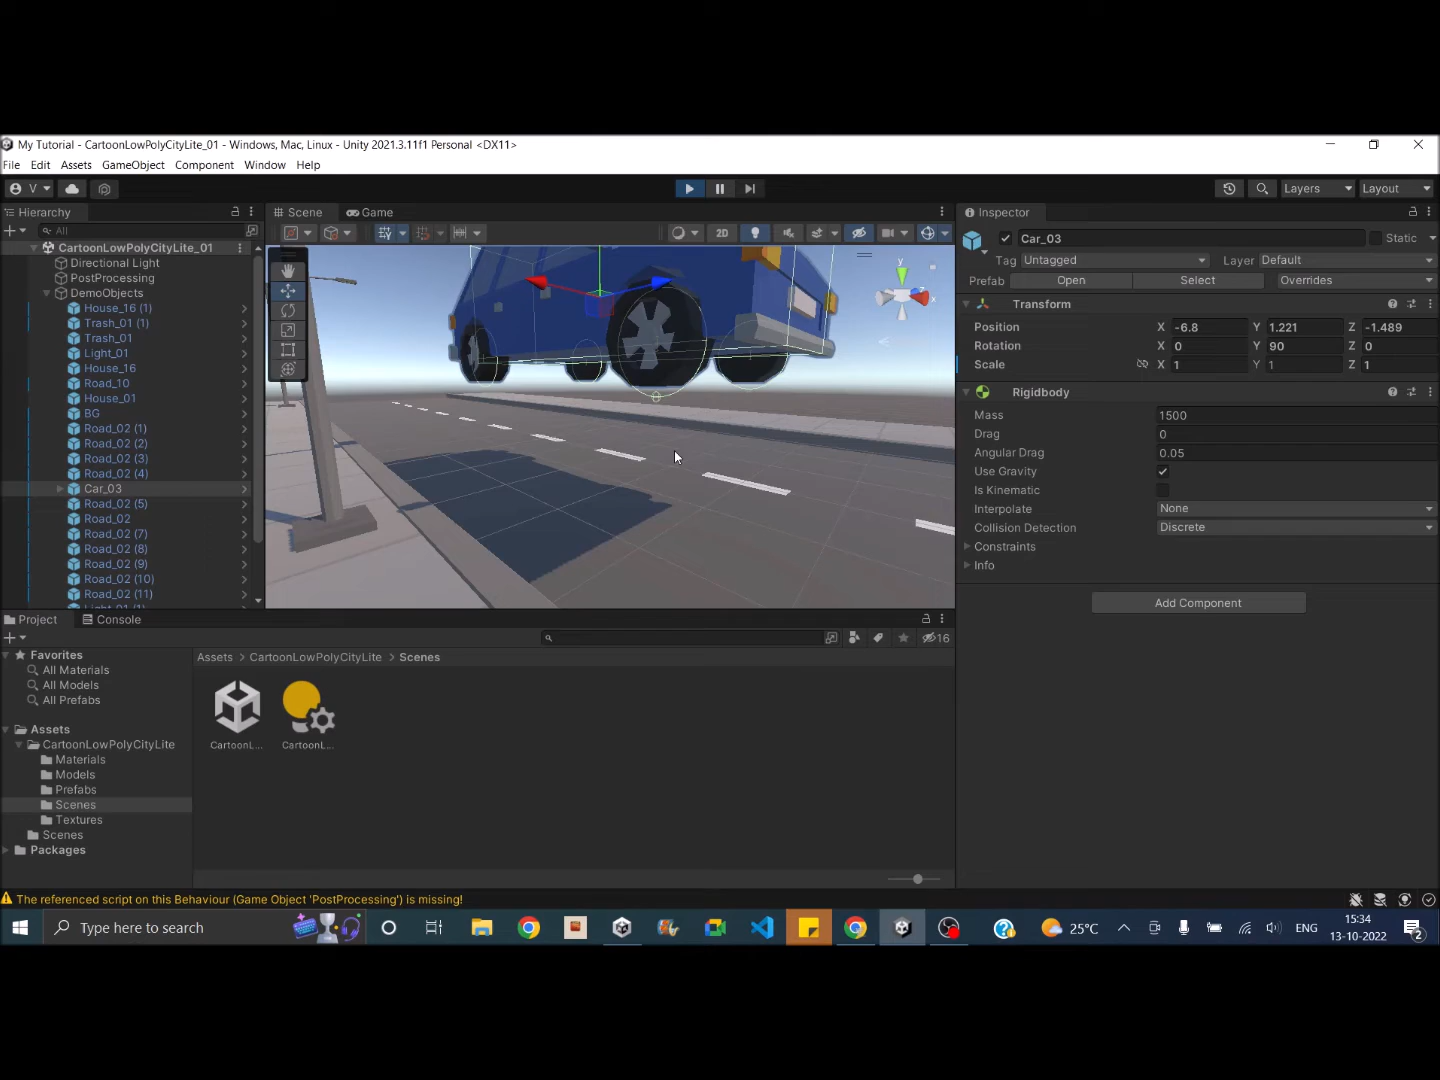 My Tutorial - CartoonLowPolyCityLite_01 - Windows, Mac, Linux - Unity 2021.3.11f1 Personal <DX11>
File Edit Assets GameObject Component Window Help
V Layers Layout
Hierarchy
All
CartoonLowPolyCityLite_01
Directional Light
PostProcessing
DemoObjects
House_16 (1)
Trash_01 (1)
Trash_01
Light_01
House_16
Road_10
House_01
BG
Road_02 (1)
Road_02 (2)
Road_02 (3)
Road_02 (4)
Car_03
Road_02 (5)
Road_02
Road_02 (7)
Road_02 (8)
Road_02 (9)
Road_02 (10)
Road_02 (11)
Light_01 (1)
Scene Game
2D
y
x
Inspector
Car_03 Static
Tag Untagged Layer Default
Prefab Open Select Overrides
Transform
Position X -6.8 Y 1.221 Z -1.489
Rotation X 0 Y 90 Z 0
Scale X 1 Y 1 Z 1
Rigidbody
Mass 1500
Drag 0
Angular Drag 0.05
Use Gravity
Is Kinematic
Interpolate None
Collision Detection Discrete
Constraints
Info
Add Component
Project Console
16
Favorites
All Materials
All Models
All Prefabs
Assets
CartoonLowPolyCityLite
Materials
Models
Prefabs
Scenes
Textures
Scenes
Packages
Assets > CartoonLowPolyCityLite > Scenes
CartoonL... CartoonL...
The referenced script on this Behaviour (Game Object 'PostProcessing') is missing!
Type here to search
25°C ENG
15:34
13-10-2022
2